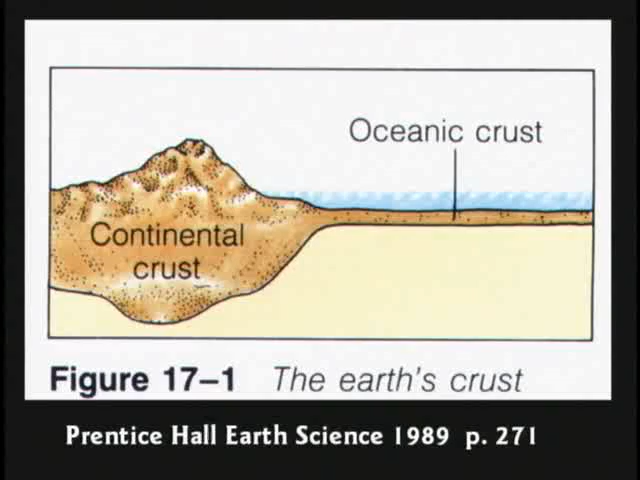 Oceanic crust
Continental
crust
Figure 17–1 The earth's crust
Prentice Hall Earth Science 1989 p. 271